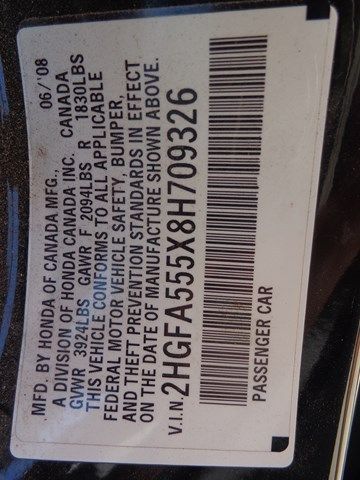 MFD. BY HONDA OF CANADA MFG., 06/'08
A DIVISION OF HONDA CANADA INC. CANADA
GVWR 3924LBS GAWR F 2094LBS R 1830LBS
THIS VEHICLE CONFORMS TO ALL APPLICABLE
FEDERAL MOTOR VEHICLE SAFETY, BUMPER,
AND THEFT PREVENTION STANDARDS IN EFFECT
ON THE DATE OF MANUFACTURE SHOWN ABOVE.
V.I.N. 2HGFA555X8H709326
PASSENGER CAR